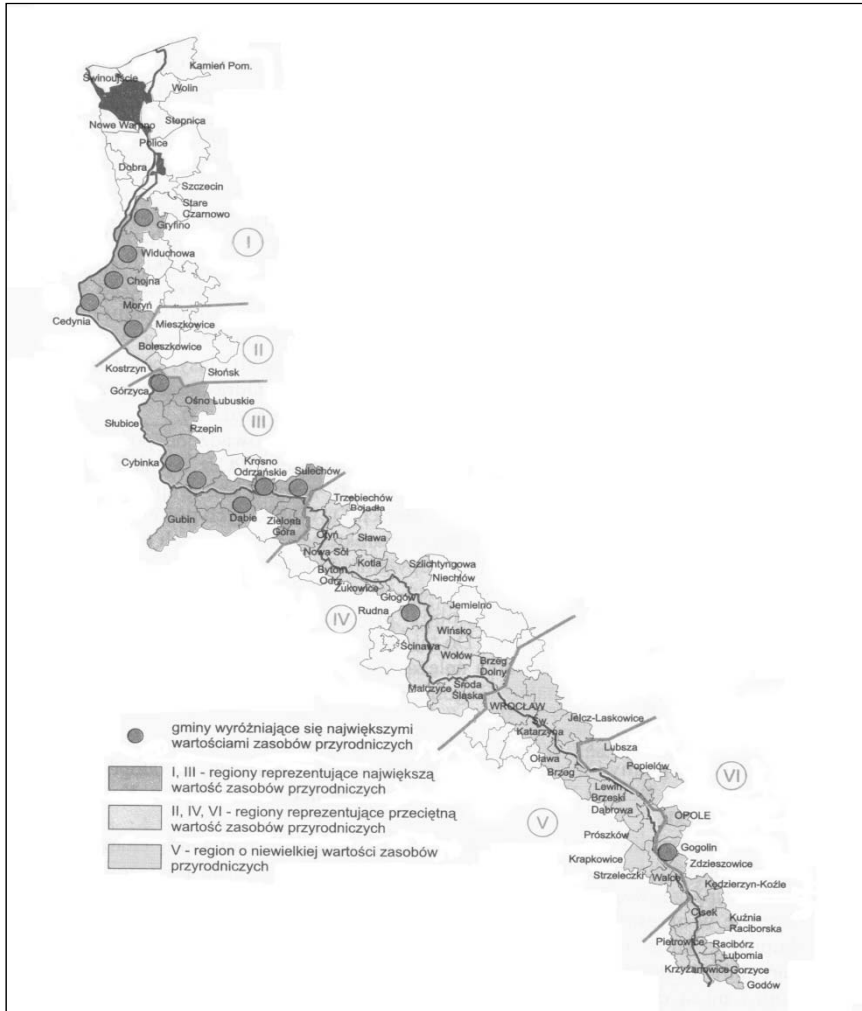 Kamień Pom.
Świnoujście
Wolin
Stepnica
Nowe Warpno
Police
Dobra
Szczecin
Stare
Czarnowo
Gryfino
I
Widuchowa
Chojna
Moryń
Cedynia
Mieszkowice
Boleszkowice
II
Kostrzyn
Słońsk
Górzyca
Ośno Lubuskie
Słubice
III
Rzepin
Cybinka
Krosno
Odrzańskie
Sulechów
Trzebiechów
Bojadła
Gubin
Dąbie
Zielona
Góra
Otyń
Sława
Nowa Sól
Kotla
Szlichtyngowa
Bytom
Odrz.
Niechlów
Żukowice
Głogów
Jemielno
Rudna
IV
Wińsko
Ścinawa
Wołów
Brzeg
Dolny
Malczyce
Środa
Śląska
WROCŁAW
Jelcz-Laskowice
Św.
Katarzyna
Lubsza
Oława
Popielów
Brzeg
VI
Lewin
Brzeski
Dąbrowa
V
OPOLE
Prószków
Gogolin
Krapkowice
Zdzieszowice
Strzeleczki
Walce
Kędzierzyn-Koźle
Cisek
Kuźnia
Raciborska
Pietrowice
Racibórz
Lubomia
Krzyżanowice
Gorzyce
Godów
gminy wyróżniające się największymi
wartościami zasobów przyrodniczych
I, III - regiony reprezentujące największą
wartość zasobów przyrodniczych
II, IV, VI - regiony reprezentujące przeciętną
wartość zasobów przyrodniczych
V - region o niewielkiej wartości zasobów
przyrodniczych